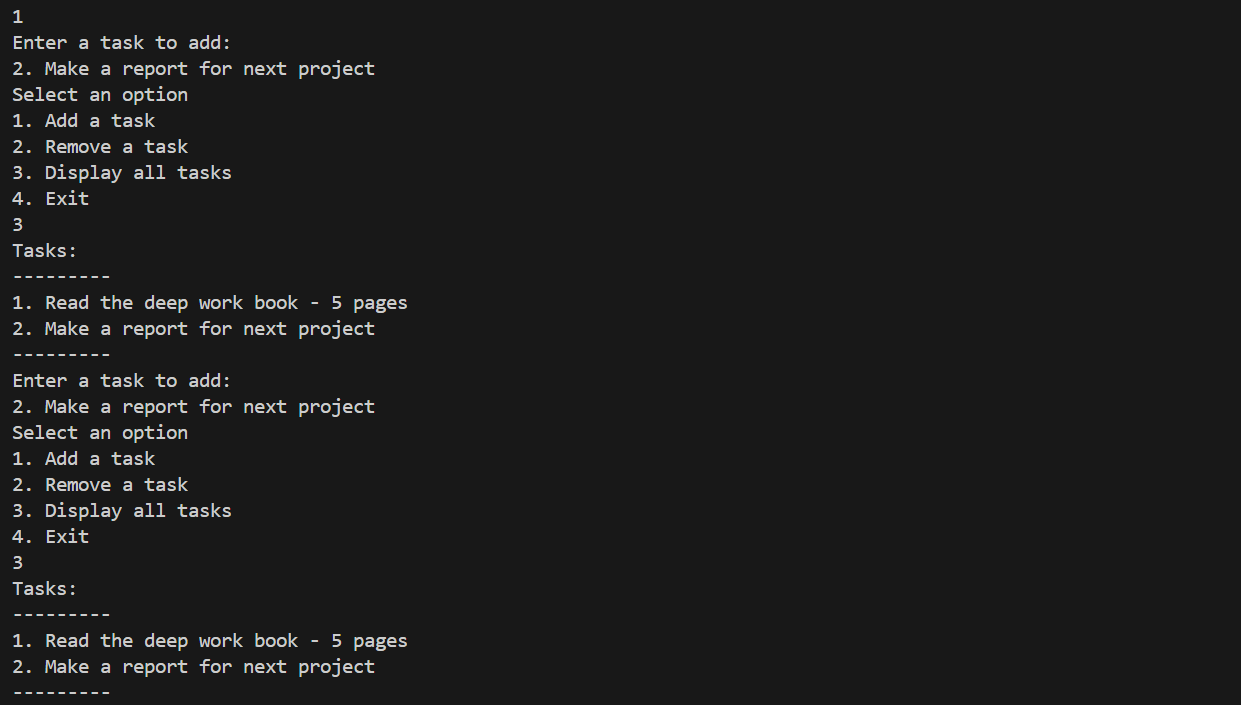 1
Enter a task to add:
2. Make a report for next project
Select an option
1. Add a task
2. Remove a task
3. Display all tasks
4. Exit
3
Tasks:
---------
1. Read the deep work book - 5 pages
2. Make a report for next project
---------
Enter a task to add:
2. Make a report for next project
Select an option
1. Add a task
2. Remove a task
3. Display all tasks
4. Exit
3
Tasks:
---------
1. Read the deep work book - 5 pages
2. Make a report for next project
---------